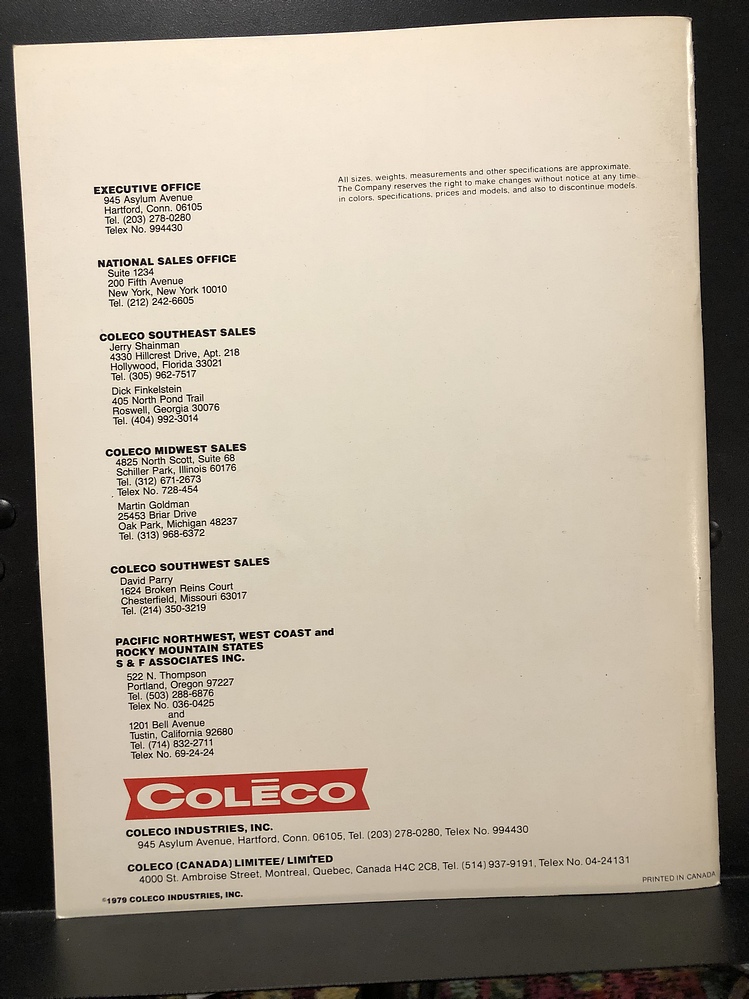 EXECUTIVE OFFICE
945 Asylum Avenue
Hartford, Conn. 06105
Tel. (203) 278-0280
Telex No. 994430
All sizes, weights, measurements and other specifications are approximate.
The Company reserves the right to make changes without notice at any time
in colors, specifications, prices and models, and also to discontinue models.
NATIONAL SALES OFFICE
Suite 1234
200 Fifth Avenue
New York, New York 10010
Tel. (212) 242-6605
COLECO SOUTHEAST SALES
Jerry Shainman
4330 Hillcrest Drive, Apt. 218
Hollywood, Florida 33021
Tel. (305) 962-7517
Dick Finkelstein
405 North Pond Trail
Roswell, Georgia 30076
Tel. (404) 992-3014
COLECO MIDWEST SALES
4825 North Scott, Suite 68
Schiller Park, Illinois 60176
Tel. (312) 671-2673
Telex No. 728-454
Martin Goldman
25453 Briar Drive
Oak Park, Michigan 48237
Tel. (313) 968-6372
COLECO SOUTHWEST SALES
David Parry
1624 Broken Reins Court
Chesterfield, Missouri 63017
Tel. (214) 350-3219
PACIFIC NORTHWEST, WEST COAST and
ROCKY MOUNTAIN STATES
S & F ASSOCIATES INC.
522 N. Thompson
Portland, Oregon 97227
Tel. (503) 288-6876
Telex No. 036-0425
and
1201 Bell Avenue
Tustin, California 92680
Tel. (714) 832-2711
Telex No. 69-24-24
COLĒCO
COLECO INDUSTRIES, INC.
945 Asylum Avenue, Hartford, Conn. 06105, Tel. (203) 278-0280, Telex No. 994430
COLECO (CANADA) LIMITEE/ LIMITED
4000 St. Ambroise Street, Montreal, Quebec, Canada H4C 2C8, Tel. (514) 937-9191, Telex No. 04-24131
PRINTED IN CANADA
©1979 COLECO INDUSTRIES, INC.